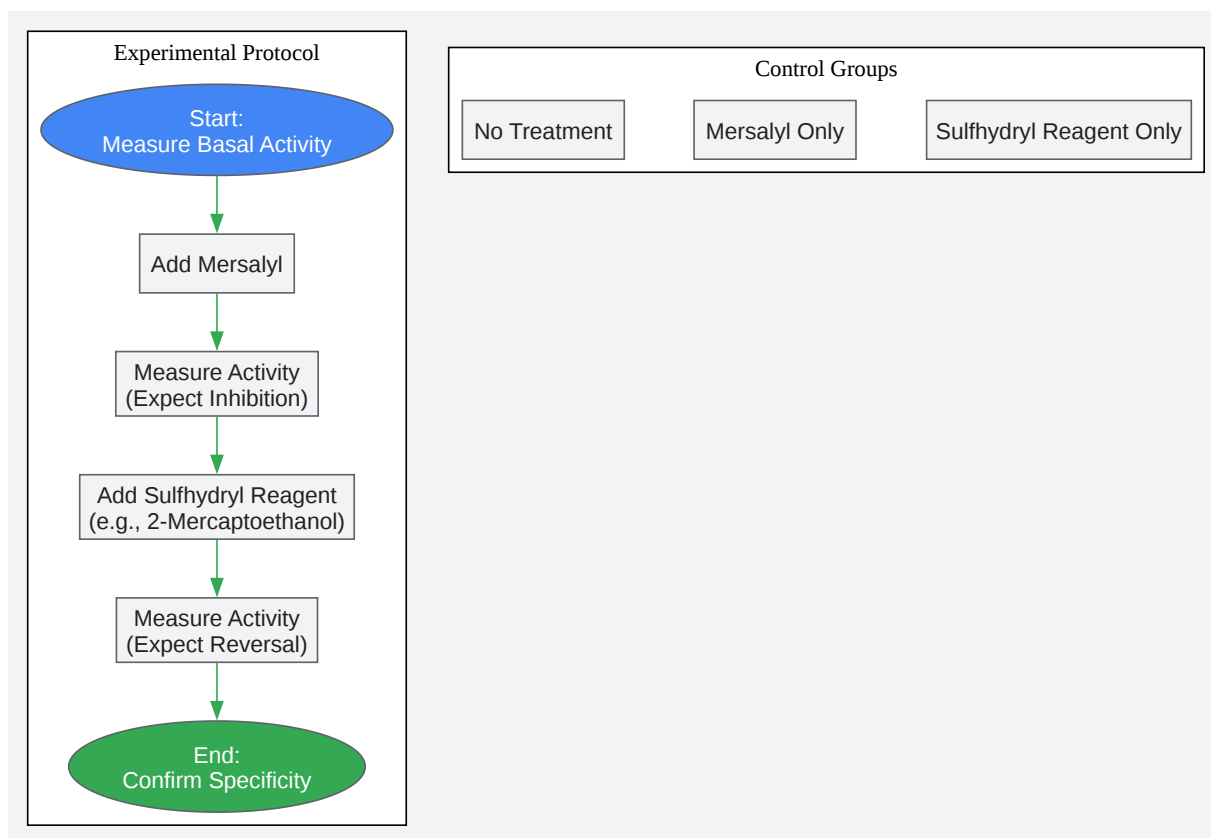 Experimental Protocol
Start:
Measure Basal Activity
Add Mersalyl
Measure Activity
(Expect Inhibition)
Add Sulfhydryl Reagent
(e.g., 2-Mercaptoethanol)
Measure Activity
(Expect Reversal)
End:
Confirm Specificity
Control Groups
No Treatment
Mersalyl Only
Sulfhydryl Reagent Only